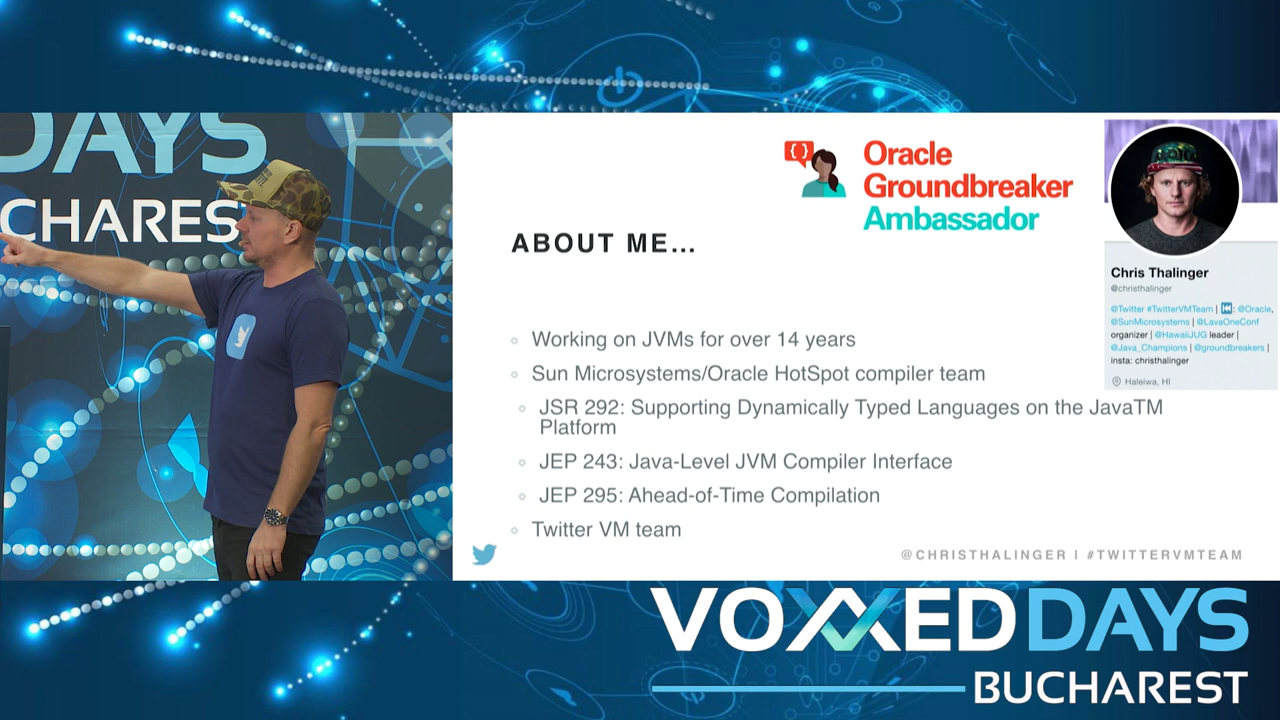 DAYS
CHAREST
Oracle
Groundbreaker
Ambassador
ABOUT ME...
Working on JVMs for over 14 years
Sun Microsystems/Oracle HotSpot compiler team
JSR 292: Supporting Dynamically Typed Languages on the JavaTM
Platform
JEP 243: Java-Level JVM Compiler Interface
JEP 295: Ahead-of-Time Compilation
Twitter VM team
@CHRISTHALINGER | #TWITTERVMTEAM
Chris Thalinger
@christhalinger
@Twitter #TwitterVMTeam | ⏮: @Oracle,
@SunMicrosystems | @LavaOneConf
organizer | @HawaiiJUG leader |
@Java_Champions | @groundbreakers |
insta: christhalinger
Haleiwa, HI
VOXXED DAYS
BUCHAREST